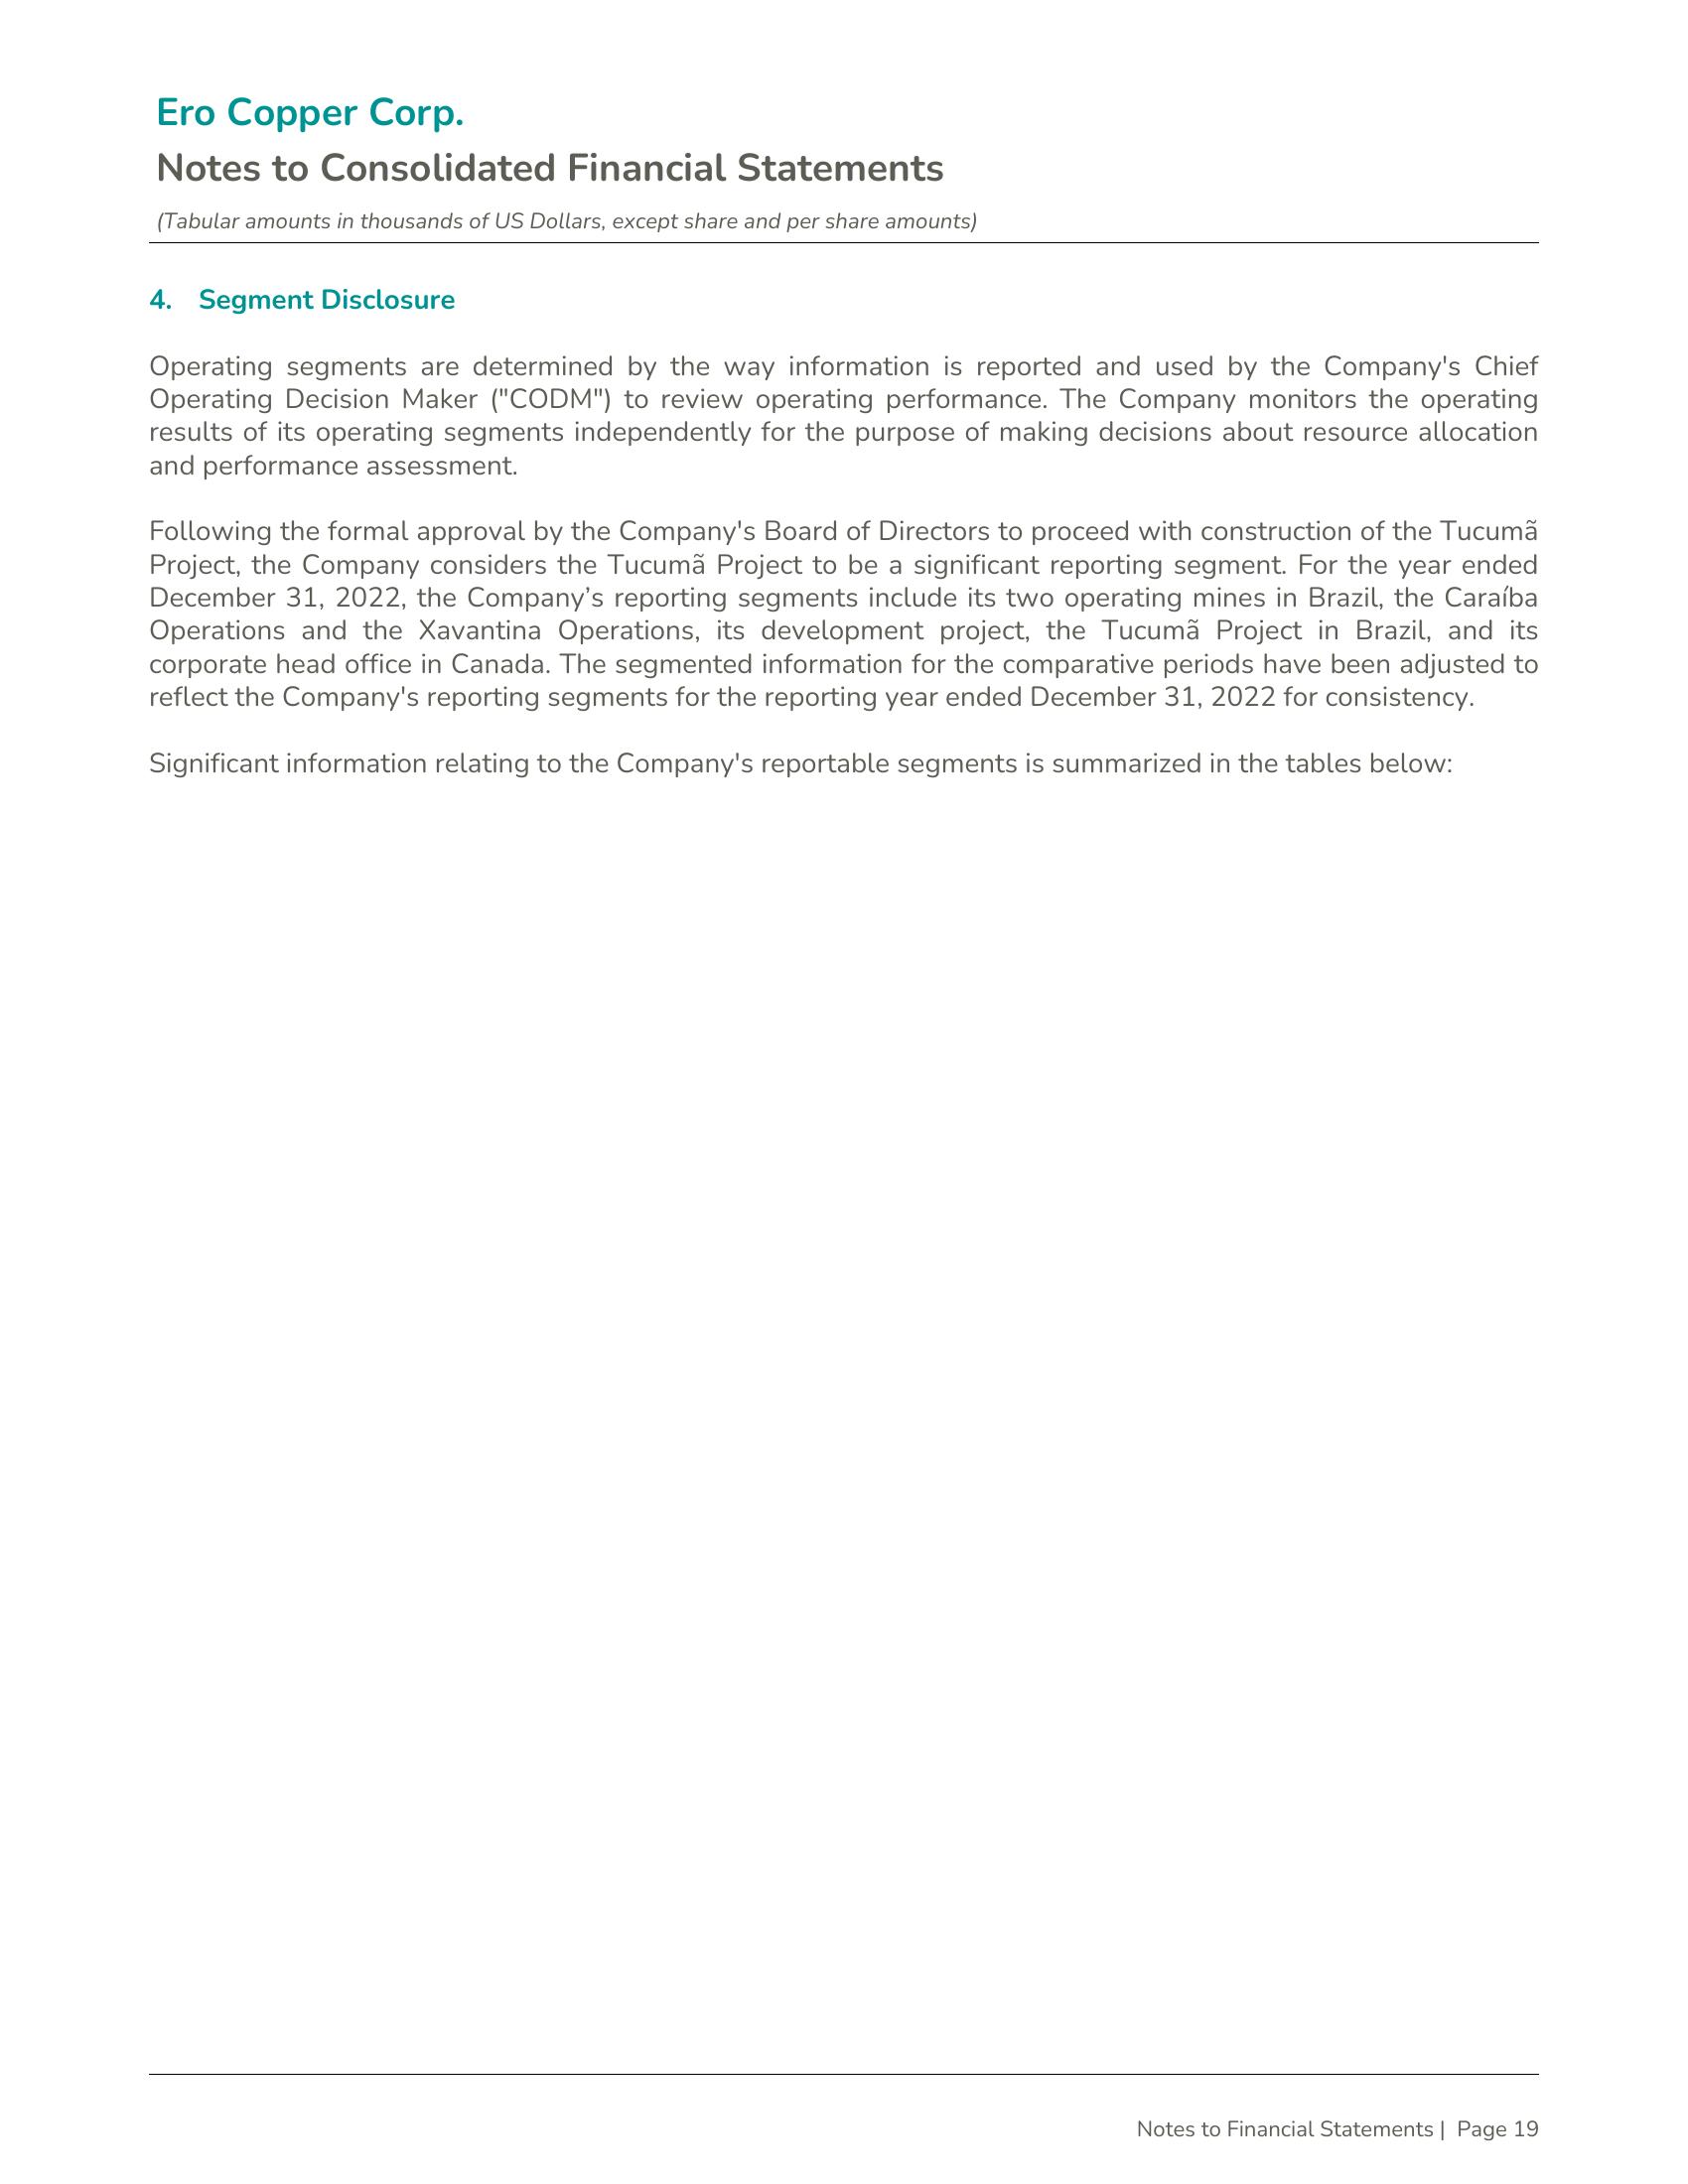 Ero Copper Corp.
Notes to Consolidated Financial Statements
(Tabular amounts in thousands of US Dollars, except share and per share amounts)
4. Segment Disclosure
Operating segments are determined by the way information is reported and used by the Company's Chief
Operating Decision Maker ("CODM") to review operating performance. The Company monitors the operating
results of its operating segments independently for the purpose of making decisions about resource allocation
and performance assessment.
Following the formal approval by the Company's Board of Directors to proceed with construction of the Tucumã
Project, the Company considers the Tucumã Project to be a significant reporting segment. For the year ended
December 31, 2022, the Company’s reporting segments include its two operating mines in Brazil, the Caraíba
Operations and the Xavantina Operations, its development project, the Tucumã Project in Brazil, and its
corporate head office in Canada. The segmented information for the comparative periods have been adjusted to
reflect the Company's reporting segments for the reporting year ended December 31, 2022 for consistency.
Significant information relating to the Company's reportable segments is summarized in the tables below:
Notes to Financial Statements | Page 19